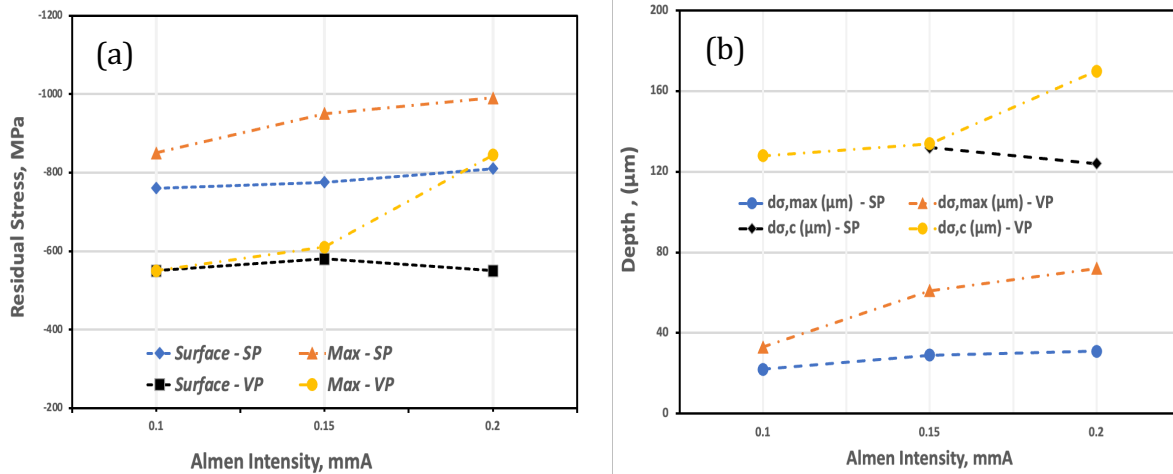 (a)
Residual Stress, MPa
-1200
-1000
-800
-600
-400
-200
Surface - SP
Max - SP
Surface - VP
Max - VP
0.1
0.15
0.2
Almen Intensity, mmA
(b)
Depth , (μm)
200
160
120
80
40
0
dσ,max (μm) - SP
dσ,max (μm) - VP
dσ,c (μm) - SP
dσ,c (μm) - VP
0.1
0.15
0.2
Almen Intensity, mmA